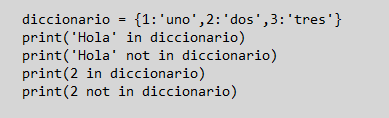 diccionario = {1:'uno',2:'dos',3:'tres'}
print('Hola' in diccionario)
print('Hola' not in diccionario)
print(2 in diccionario)
print(2 not in diccionario)